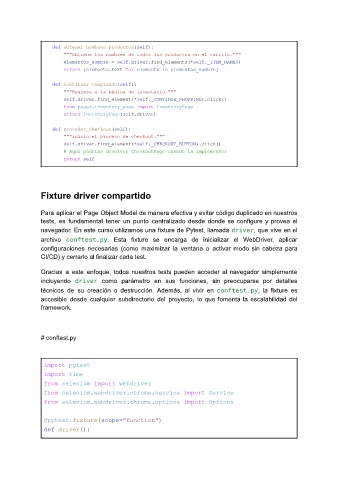 def obtener_nombres_productos(self):
"""Obtiene los nombres de todos los productos en el carrito."""
elementos_nombre = self.driver.find_elements(*self._ITEM_NAMES)
return [elemento.text for elemento in elementos_nombre]
def continuar_comprando(self):
"""Regresa a la página de inventario."""
self.driver.find_element(*self._CONTINUE_SHOPPING).click()
from pages.inventory_page import InventoryPage
return InventoryPage(self.driver)
def proceder_checkout(self):
"""Inicia el proceso de checkout."""
self.driver.find_element(*self._CHECKOUT_BUTTON).click()
# Aquí podrías devolver CheckoutPage cuando la implementes
return self
Fixture driver compartido
Para aplicar el Page Object Model de manera efectiva y evitar código duplicado en nuestros
tests, es fundamental tener un punto centralizado desde donde se configure y provea el
navegador. En este curso utilizamos una fixture de Pytest, llamada driver, que vive en el
archivo conftest.py. Esta fixture se encarga de inicializar el WebDriver, aplicar
configuraciones necesarias (como maximizar la ventana o activar modo sin cabeza para
CI/CD) y cerrarlo al finalizar cada test.
Gracias a este enfoque, todos nuestros tests pueden acceder al navegador simplemente
incluyendo driver como parámetro en sus funciones, sin preocuparse por detalles
técnicos de su creación o destrucción. Además, al vivir en conftest.py, la fixture es
accesible desde cualquier subdirectorio del proyecto, lo que fomenta la escalabilidad del
framework.
# conftest.py
import pytest
import time
from selenium import webdriver
from selenium.webdriver.chrome.service import Service
from selenium.webdriver.chrome.options import Options
@pytest.fixture(scope="function")
def driver():